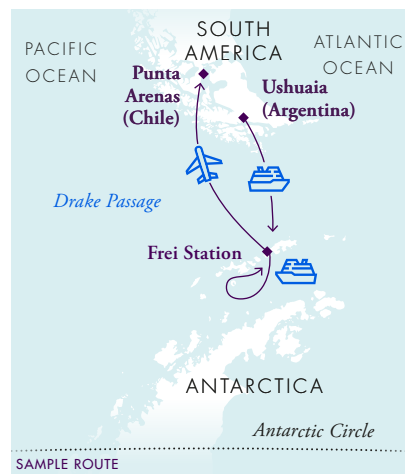 SOUTH
AMERICA
PACIFIC
OCEAN
ATLANTIC
OCEAN
Punta
Arenas
(Chile)
Ushuaia
(Argentina)
Drake Passage
Frei Station
ANTARCTICA
Antarctic Circle
SAMPLE ROUTE